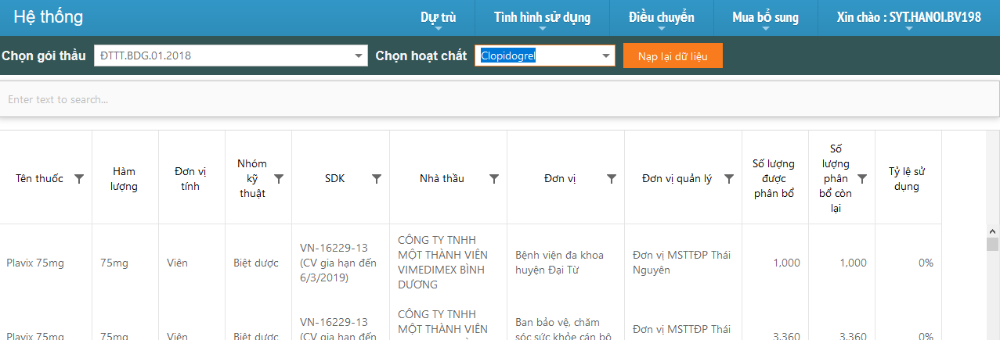 Hệ thống
Dự trù
Tình hình sử dụng
Điều chuyển
Mua bổ sung
Xin chào : SYT.HANOI.BV198
Chọn gói thầu
ĐTTT.BDG.01.2018
Chọn hoạt chất
Clopidogrel
Nạp lại dữ liệu
Enter text to search...
Tên thuốc
Hàm
lượng
Đơn vị
tính
Nhóm
kỹ
thuật
SDK
Nhà thầu
Đơn vị
Đơn vị quản lý
Số lượng
được
phân bổ
Số
lượng
phân
bổ còn
lại
Tỷ lệ sử
dụng
Plavix 75mg
75mg
Viên
Biệt dược
VN-16229-13
(CV gia hạn đến
6/3/2019)
CÔNG TY TNHH
MỘT THÀNH VIÊN
VIMEDIMEX BÌNH
DƯƠNG
Bệnh viện đa khoa
huyện Đại Từ
Đơn vị MSTTĐP Thái
Nguyên
1,000
1,000
0%
Plavix 75mg
75mg
Viên
Biệt dược
VN-16229-13
(CV gia hạn đến
CÔNG TY TNHH
MỘT THÀNH VIÊN
Ban bảo vệ, chăm
sóc sức khỏe cán bộ
Đơn vị MSTTĐP Thái
3,360
3,360
0%